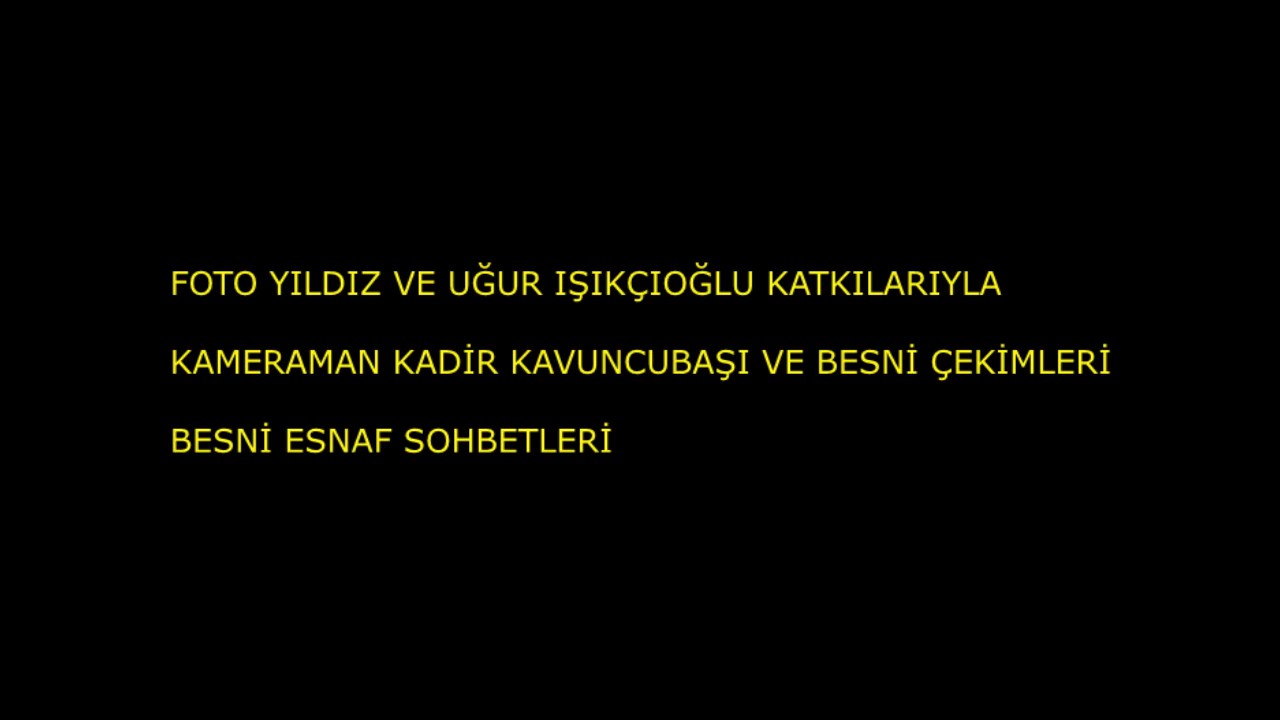 FOTO YILDIZ VE UĞUR IŞIKÇIOĞLU KATKILARIYLA
KAMERAMAN KADİR KAVUNCUBAŞI VE BESNİ ÇEKİMLERİ
BESNİ ESNAF SOHBETLERİ